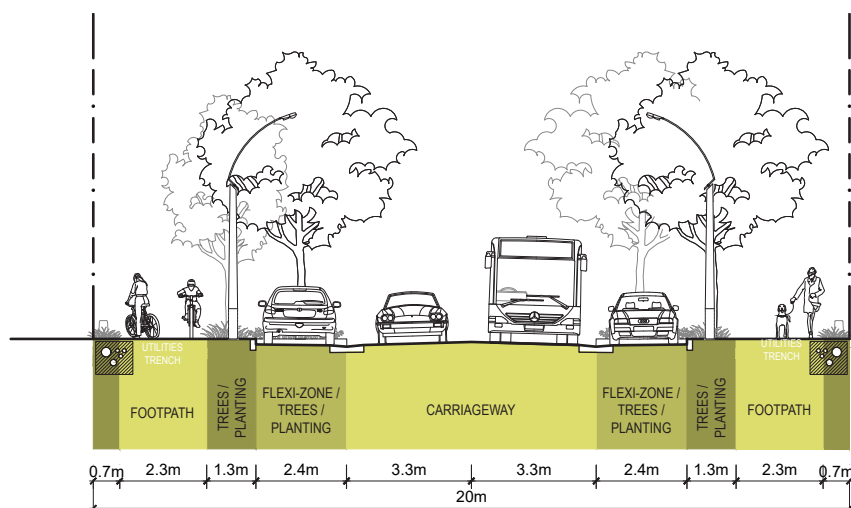 UTILITIES
TRENCH
UTILITIES
TRENCH
FOOTPATH
TREES /
PLANTING
FLEXI-ZONE /
TREES /
PLANTING
CARRIAGEWAY
FLEXI-ZONE /
TREES /
PLANTING
TREES /
PLANTING
FOOTPATH
0.7m 2.3m 1.3m 2.4m 3.3m 3.3m 2.4m 1.3m 2.3m 0.7m
20m